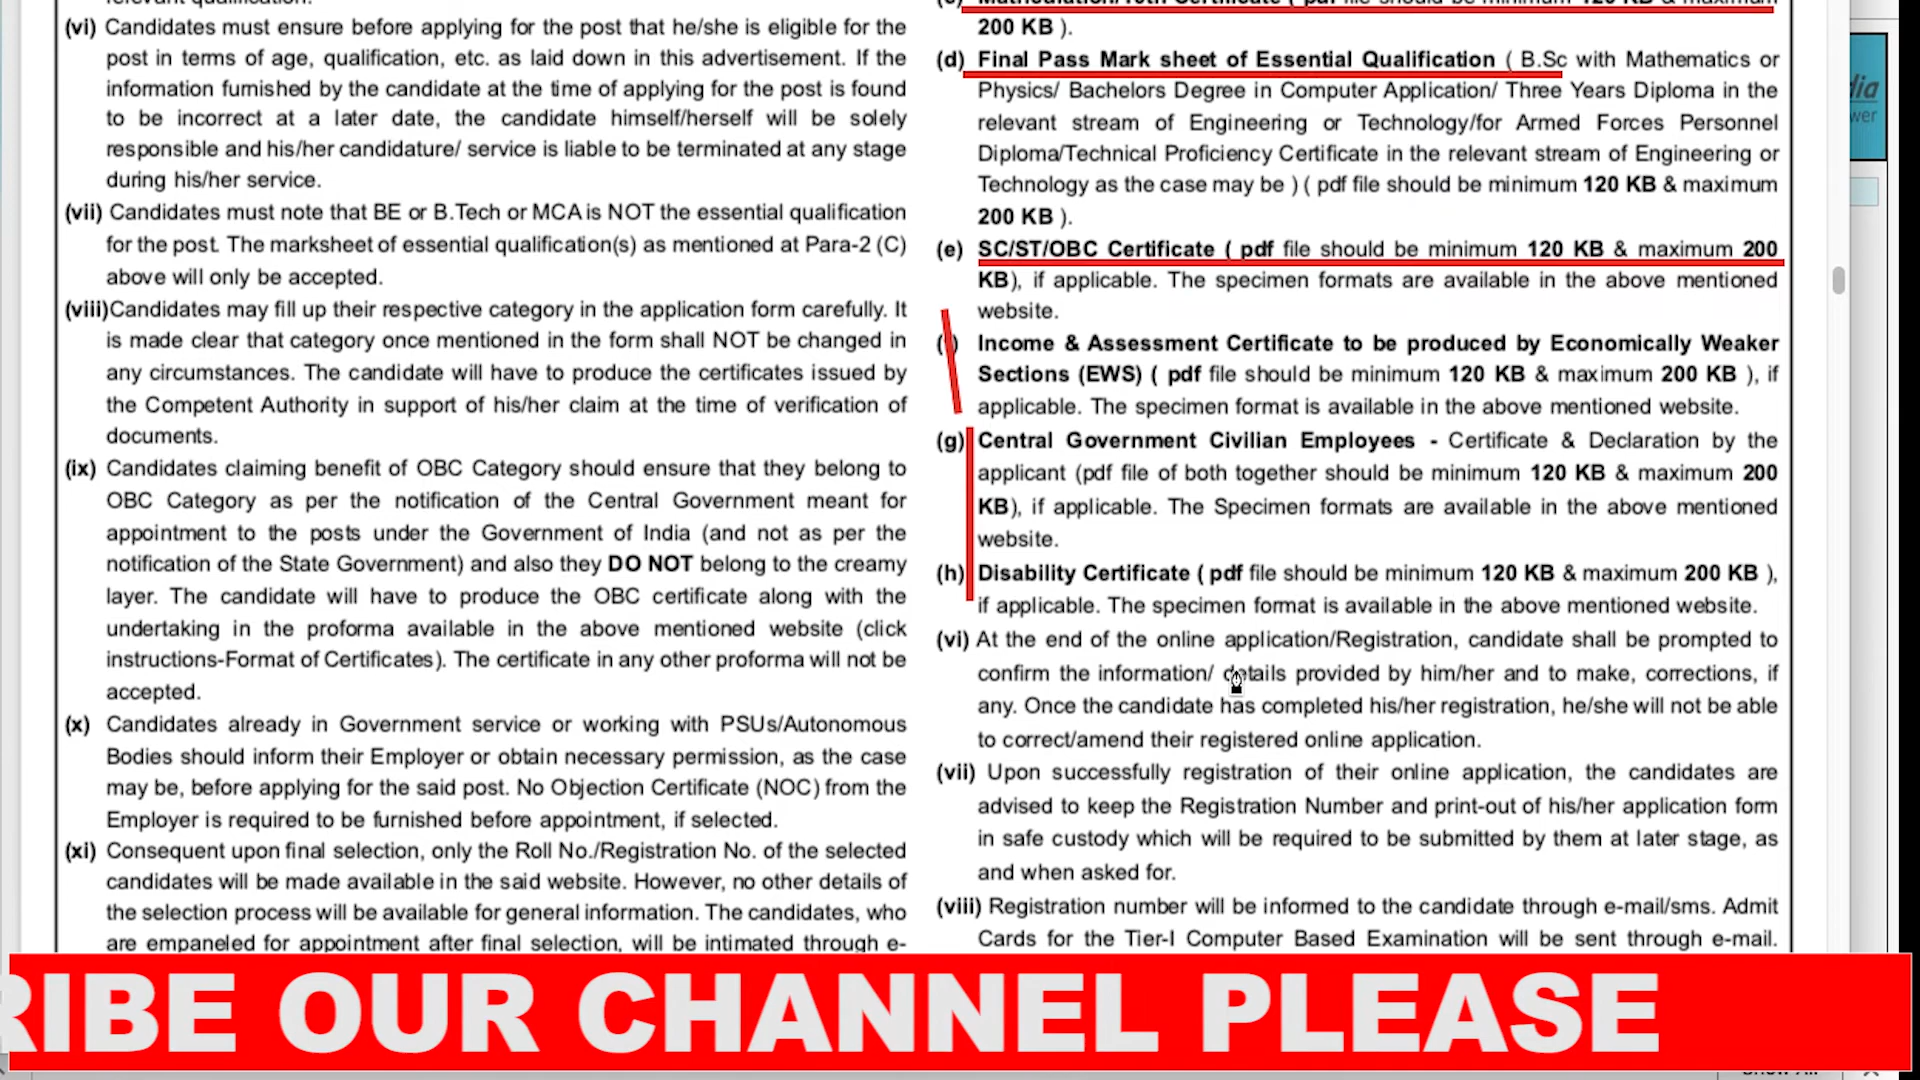 relevant qualification.
(vi) Candidates must ensure before applying for the post that he/she is eligible for the
post in terms of age, qualification, etc. as laid down in this advertisement. If the
information furnished by the candidate at the time of applying for the post is found
to be incorrect at a later date, the candidate himself/herself will be solely
responsible and his/her candidature/ service is liable to be terminated at any stage
during his/her service.
(vii) Candidates must note that BE or B.Tech or MCA is NOT the essential qualification
for the post. The marksheet of essential qualification(s) as mentioned at Para-2 (C)
above will only be accepted.
(viii)Candidates may fill up their respective category in the application form carefully. It
is made clear that category once mentioned in the form shall NOT be changed in
any circumstances. The candidate will have to produce the certificates issued by
the Competent Authority in support of his/her claim at the time of verification of
documents.
(ix) Candidates claiming benefit of OBC Category should ensure that they belong to
OBC Category as per the notification of the Central Government meant for
appointment to the posts under the Government of India (and not as per the
notification of the State Government) and also they DO NOT belong to the creamy
layer. The candidate will have to produce the OBC certificate along with the
undertaking in the proforma available in the above mentioned website (click
instructions-Format of Certificates). The certificate in any other proforma will not be
accepted.
(x) Candidates already in Government service or working with PSUs/Autonomous
Bodies should inform their Employer or obtain necessary permission, as the case
may be, before applying for the said post. No Objection Certificate (NOC) from the
Employer is required to be furnished before appointment, if selected.
(xi) Consequent upon final selection, only the Roll No./Registration No. of the selected
candidates will be made available in the said website. However, no other details of
the selection process will be available for general information. The candidates, who
are empaneled for appointment after final selection, will be intimated through e-
(c) Matriculation/10th Certificate ( pdf file should be minimum 120 KB & maximum
200 KB ).
(d) Final Pass Mark sheet of Essential Qualification ( B.Sc with Mathematics or
Physics/ Bachelors Degree in Computer Application/ Three Years Diploma in the
relevant stream of Engineering or Technology/for Armed Forces Personnel
Diploma/Technical Proficiency Certificate in the relevant stream of Engineering or
Technology as the case may be ) ( pdf file should be minimum 120 KB & maximum
200 KB ).
(e) SC/ST/OBC Certificate ( pdf file should be minimum 120 KB & maximum 200
KB), if applicable. The specimen formats are available in the above mentioned
website.
Income & Assessment Certificate to be produced by Economically Weaker
Sections (EWS) ( pdf file should be minimum 120 KB & maximum 200 KB ), if
applicable. The specimen format is available in the above mentioned website.
(g) Central Government Civilian Employees - Certificate & Declaration by the
applicant (pdf file of both together should be minimum 120 KB & maximum 200
KB), if applicable. The Specimen formats are available in the above mentioned
website.
(h) Disability Certificate ( pdf file should be minimum 120 KB & maximum 200 KB ),
if applicable. The specimen format is available in the above mentioned website.
(vi) At the end of the online application/Registration, candidate shall be prompted to
confirm the information/ details provided by him/her and to make, corrections, if
any. Once the candidate has completed his/her registration, he/she will not be able
to correct/amend their registered online application.
(vii) Upon successfully registration of their online application, the candidates are
advised to keep the Registration Number and print-out of his/her application form
in safe custody which will be required to be submitted by them at later stage, as
and when asked for.
(viii) Registration number will be informed to the candidate through e-mail/sms. Admit
Cards for the Tier-I Computer Based Examination will be sent through e-mail.
dia
wer
RIBE OUR CHANNEL PLEASE